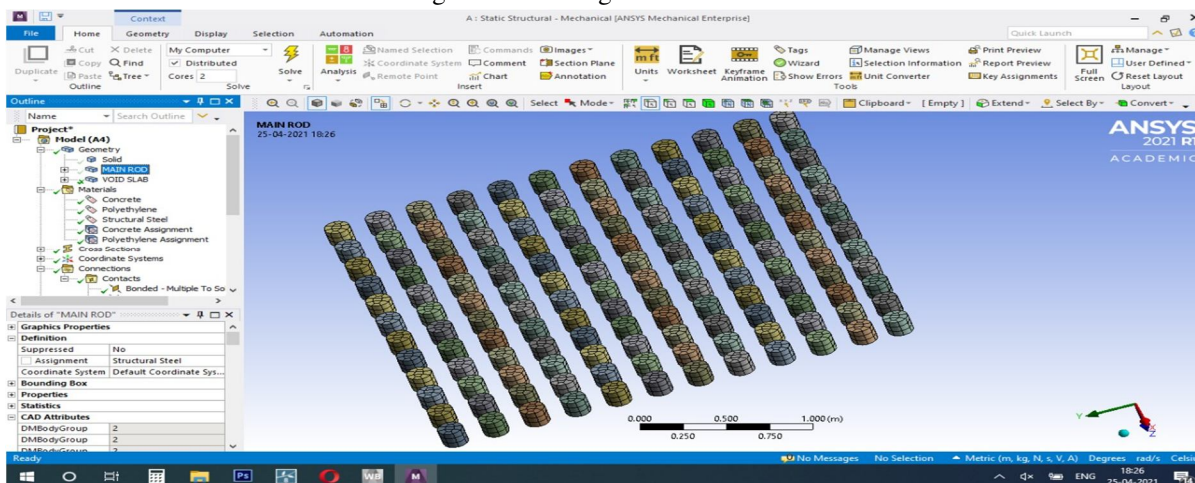 Context
A : Static Structural - Mechanical [ANSYS Mechanical Enterprise]
File Home Geometry Display Selection Automation Quick Launch
Duplicate Cut Copy Paste Delete Find Tree
Outline
My Computer
Distributed
Cores 2
Solve
Solve
Analysis
Named Selection
Coordinate System
Remote Point
Commands
Comment
Chart
Images
Section Plane
Annotation
Insert
Units Worksheet Keyframe Animation
Tags
Wizard
Show Errors
Manage Views
Selection Information
Unit Converter
Print Preview
Report Preview
Key Assignments
Tools
Full Screen
Manage
User Defined
Reset Layout
Layout
Outline
Select Mode Clipboard [ Empty ] Extend Select By Convert
Name Search Outline
Project*
Model (A4)
Geometry
Solid
MAIN ROD
VOID SLAB
Materials
Concrete
Polyethylene
Structural Steel
Concrete Assignment
Polyethylene Assignment
Cross Sections
Coordinate Systems
Connections
Contacts
Bonded - Multiple To So
Details of "MAIN ROD"
Graphics Properties
Definition
Suppressed No
Assignment Structural Steel
Coordinate System Default Coordinate Sys...
Bounding Box
Properties
Statistics
CAD Attributes
DMBodyGroup 2
DMBodyGroup 2
DMBodyGroup 2
MAIN ROD
25-04-2021 18:26
ANSYS
2021 R
ACADEMIC
0.000 0.500 1.000 (m)
0.250 0.750
Y
X
Z
Ready No Messages No Selection Metric (m, kg, N, s, V, A) Degrees rad/s Celsi
Ps WB M ENG 18:26
25-04-2021